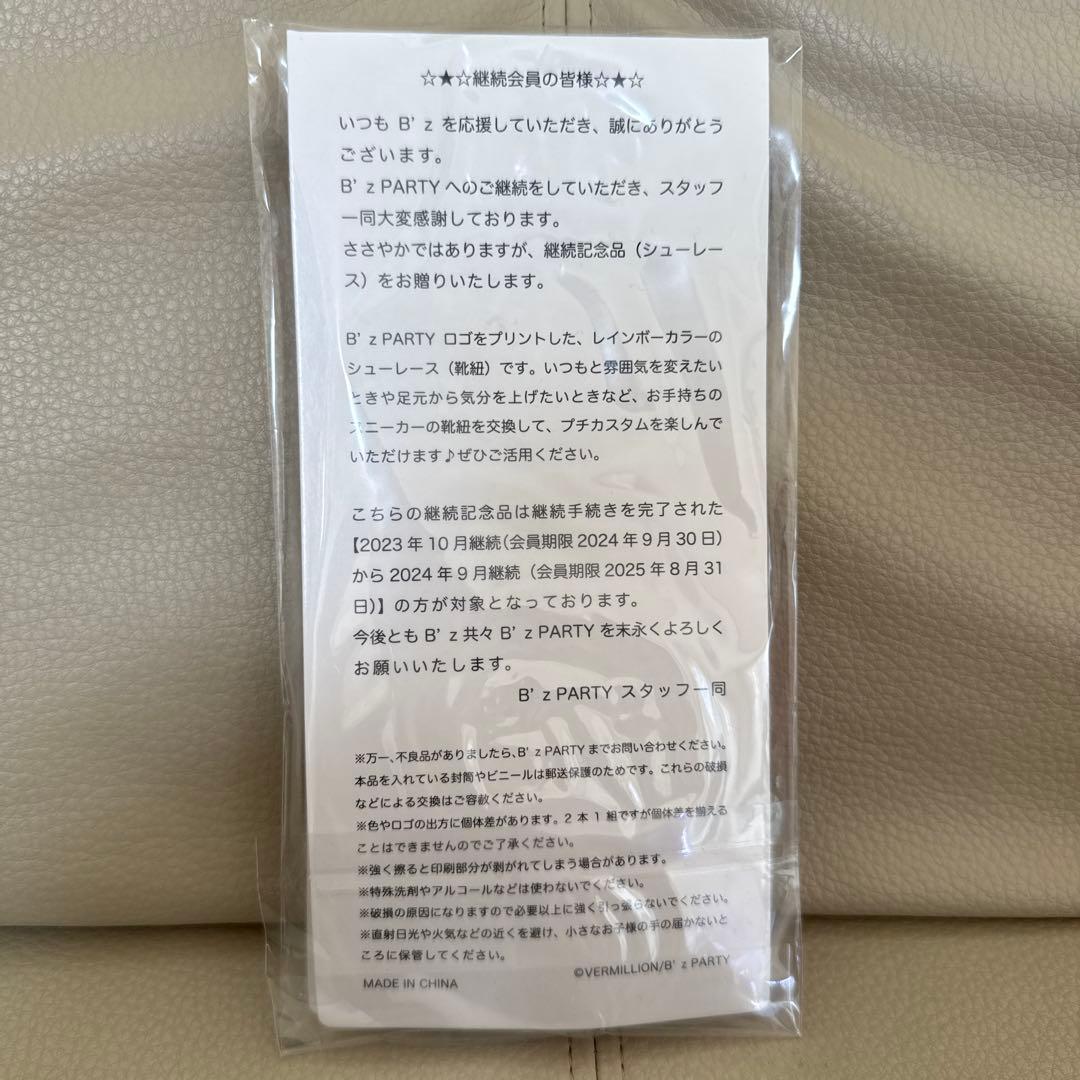 ☆★☆継続会員の皆様☆★☆
いつも B’z を応援していただき、誠にありがとう
ございます。
B’z PARTY へのご継続をしていただき、スタッフ
一同大変感謝しております。
ささやかではありますが、継続記念品（シューレー
ス）をお贈りいたします。
B’z PARTY ロゴをプリントした、レインボーカラーの
シューレース（靴紐）です。いつもと雰囲気を変えたい
ときや足元から気分を上げたいときなど、お手持ちの
スニーカーの靴紐を交換して、プチカスタムを楽しんで
いただけます♪ぜひご活用ください。
こちらの継続記念品は継続手続きを完了された
【2023 年 10 月継続（会員期限 2024 年 9 月 30 日）
から 2024 年 9 月継続（会員期限 2025 年 8 月 31
日）】の方が対象となっております。
今後とも B’z 共々 B’z PARTY を末永くよろしく
お願いいたします。
B’z PARTY スタッフ一同
※万一、不良品がありましたら、B’z PARTY までお問い合わせください。
本品を入れている封筒やビニールは郵送保護のためです。これらの破損
などによる交換はご容赦ください。
※色やロゴの出方に個体差があります。2 本 1 組ですが個体差を揃える
ことはできませんのでご了承ください。
※強く擦ると印刷部分が剥がれてしまう場合があります。
※特殊洗剤やアルコールなどは使わないでください。
※破損の原因になりますので必要以上に強く引っ張らないでください。
※直射日光や火気などの近くを避け、小さなお子様の手の届かないと
ころに保管してください。
©VERMILLION/B’z PARTY
MADE IN CHINA